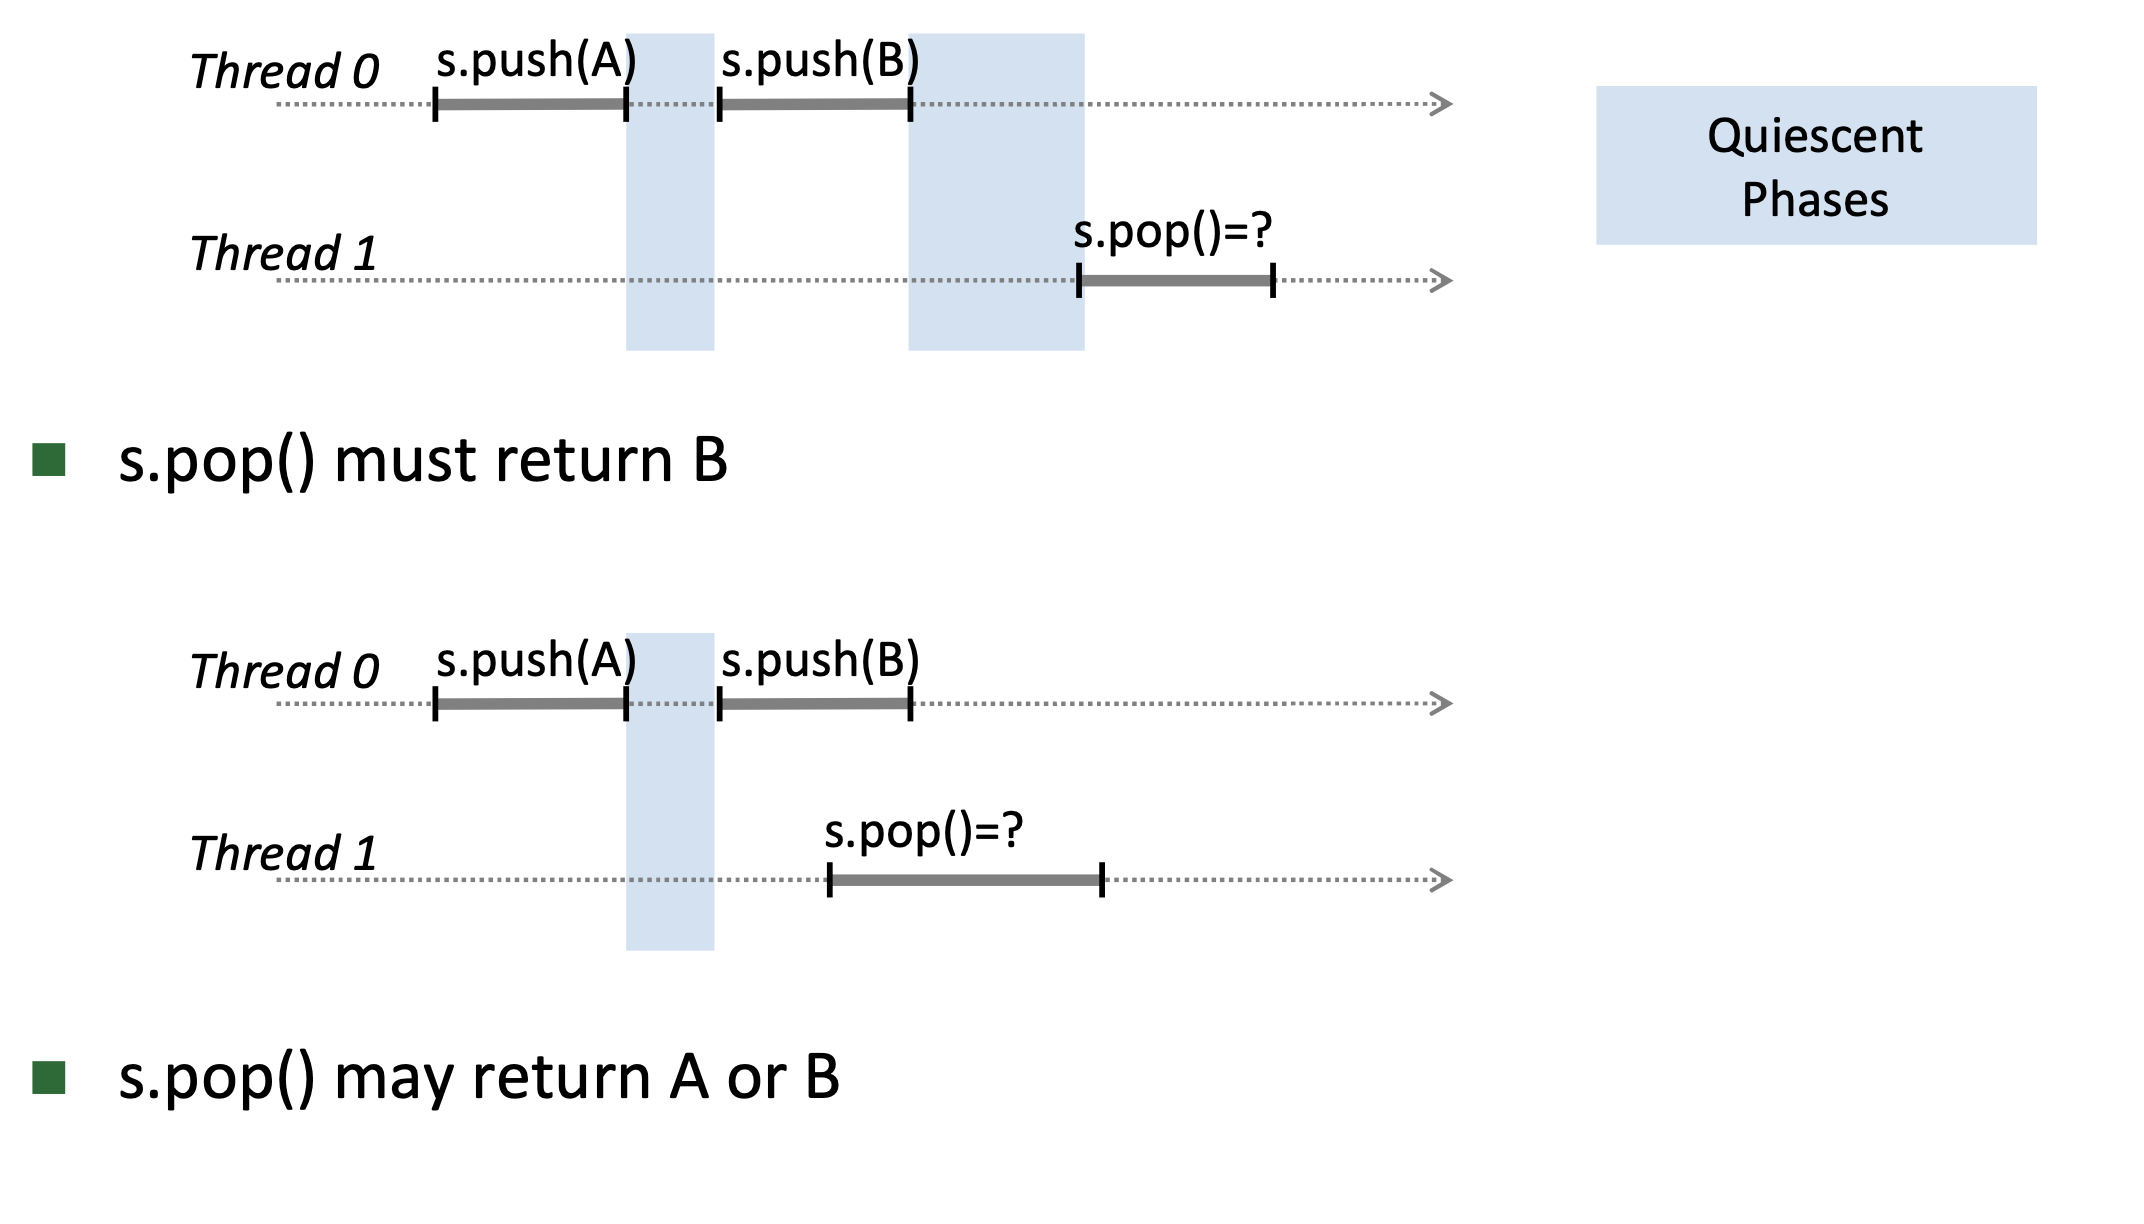 Thread 0
s.push(A)
s.push(B)
Quiescent
Phases
Thread 1
s.pop()=?
■ s.pop() must return B
Thread 0
s.push(A)
s.push(B)
Thread 1
s.pop()=?
■ s.pop() may return A or B